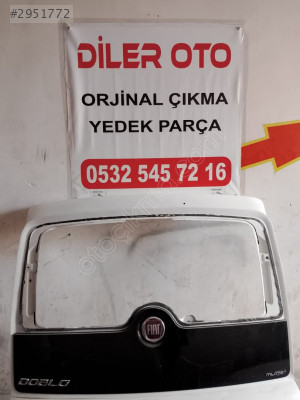 #2951772
DİLER OTO
ORJİNAL ÇIKMA
YEDEK PARÇA
0532 545 72 16
FIAT
DOBLO